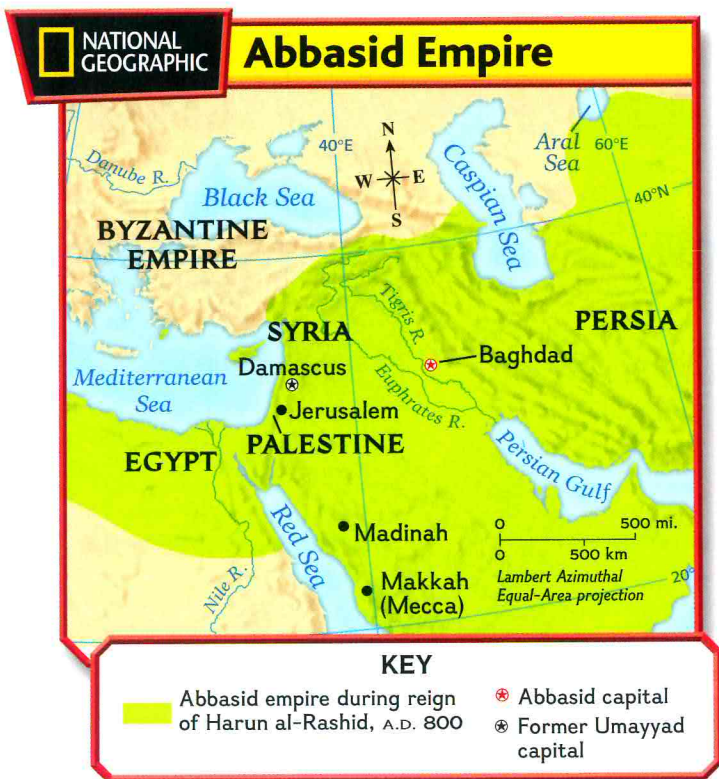 NATIONAL
GEOGRAPHIC
Abbasid Empire
40°E
N
W
E
S
Aral
Sea
60°E
40°N
Danube R.
Black Sea
Caspian Sea
BYZANTINE
EMPIRE
Tigris R.
SYRIA
PERSIA
Baghdad
Mediterranean
Sea
Damascus
Euphrates R.
Jerusalem
PALESTINE
EGYPT
Persian Gulf
Red Sea
Madinah
0
500 mi.
0
500 km
Lambert Azimuthal
Equal-Area projection
Nile R.
Makkah
(Mecca)
20°
KEY
Abbasid empire during reign
of Harun al-Rashid, A.D. 800
Abbasid capital
Former Umayyad
capital